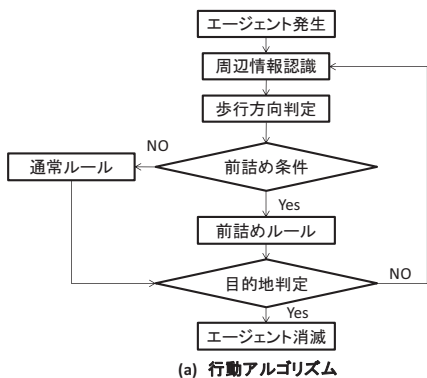 エージェント発生
周辺情報認識
歩行方向判定
NO
通常ルール
前詰め条件
Yes
前詰めルール
目的地判定
NO
Yes
エージェント消滅
(a) 行動アルゴリズム